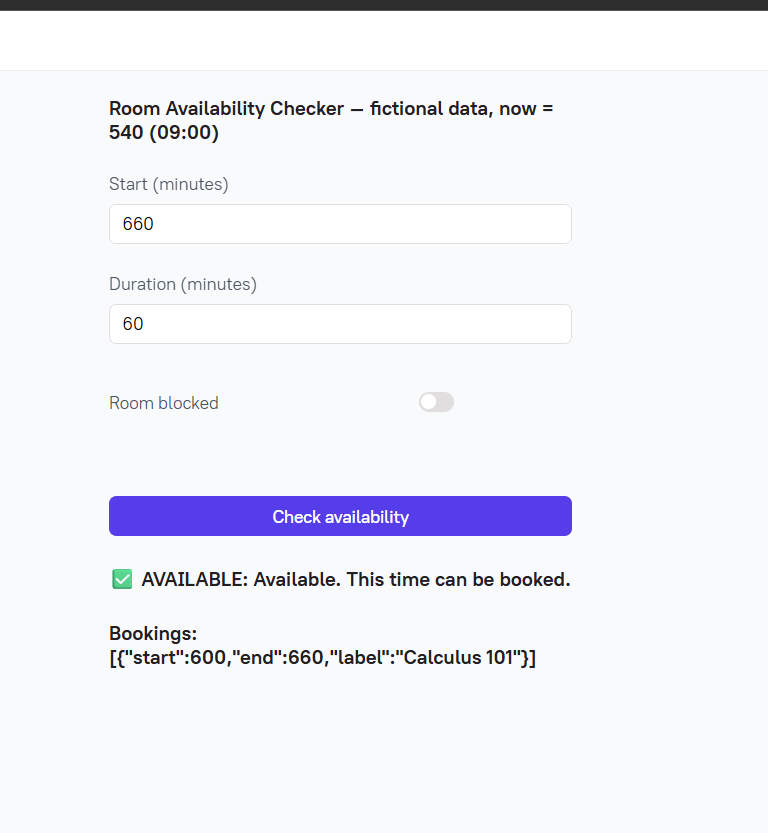 Room Availability Checker — fictional data, now =
540 (09:00)
Start (minutes)
660
Duration (minutes)
60
Room blocked
Check availability
✅ AVAILABLE: Available. This time can be booked.
Bookings:
[{"start":600,"end":660,"label":"Calculus 101"}]